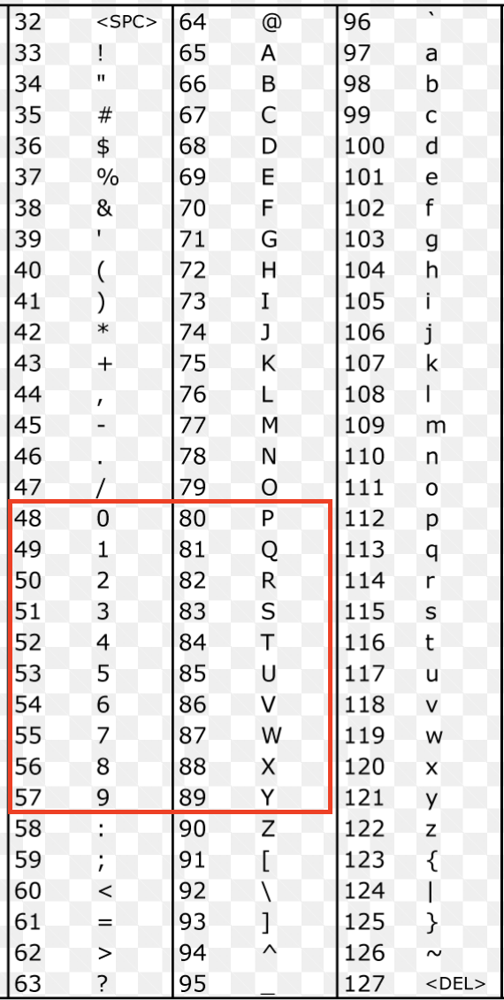 32 <SPC> 64 @ 96 `
33 ! 65 A 97 a
34 " 66 B 98 b
35 # 67 C 99 c
36 $ 68 D 100 d
37 % 69 E 101 e
38 & 70 F 102 f
39 ' 71 G 103 g
40 ( 72 H 104 h
41 ) 73 I 105 i
42 * 74 J 106 j
43 + 75 K 107 k
44 , 76 L 108 l
45 - 77 M 109 m
46 . 78 N 110 n
47 / 79 O 111 o
48 0 80 P 112 p
49 1 81 Q 113 q
50 2 82 R 114 r
51 3 83 S 115 s
52 4 84 T 116 t
53 5 85 U 117 u
54 6 86 V 118 v
55 7 87 W 119 w
56 8 88 X 120 x
57 9 89 Y 121 y
58 : 90 Z 122 z
59 ; 91 [ 123 {
60 < 92 \ 124 |
61 = 93 ] 125 }
62 > 94 ^ 126 ~
63 ? 95 _ 127 <DEL>